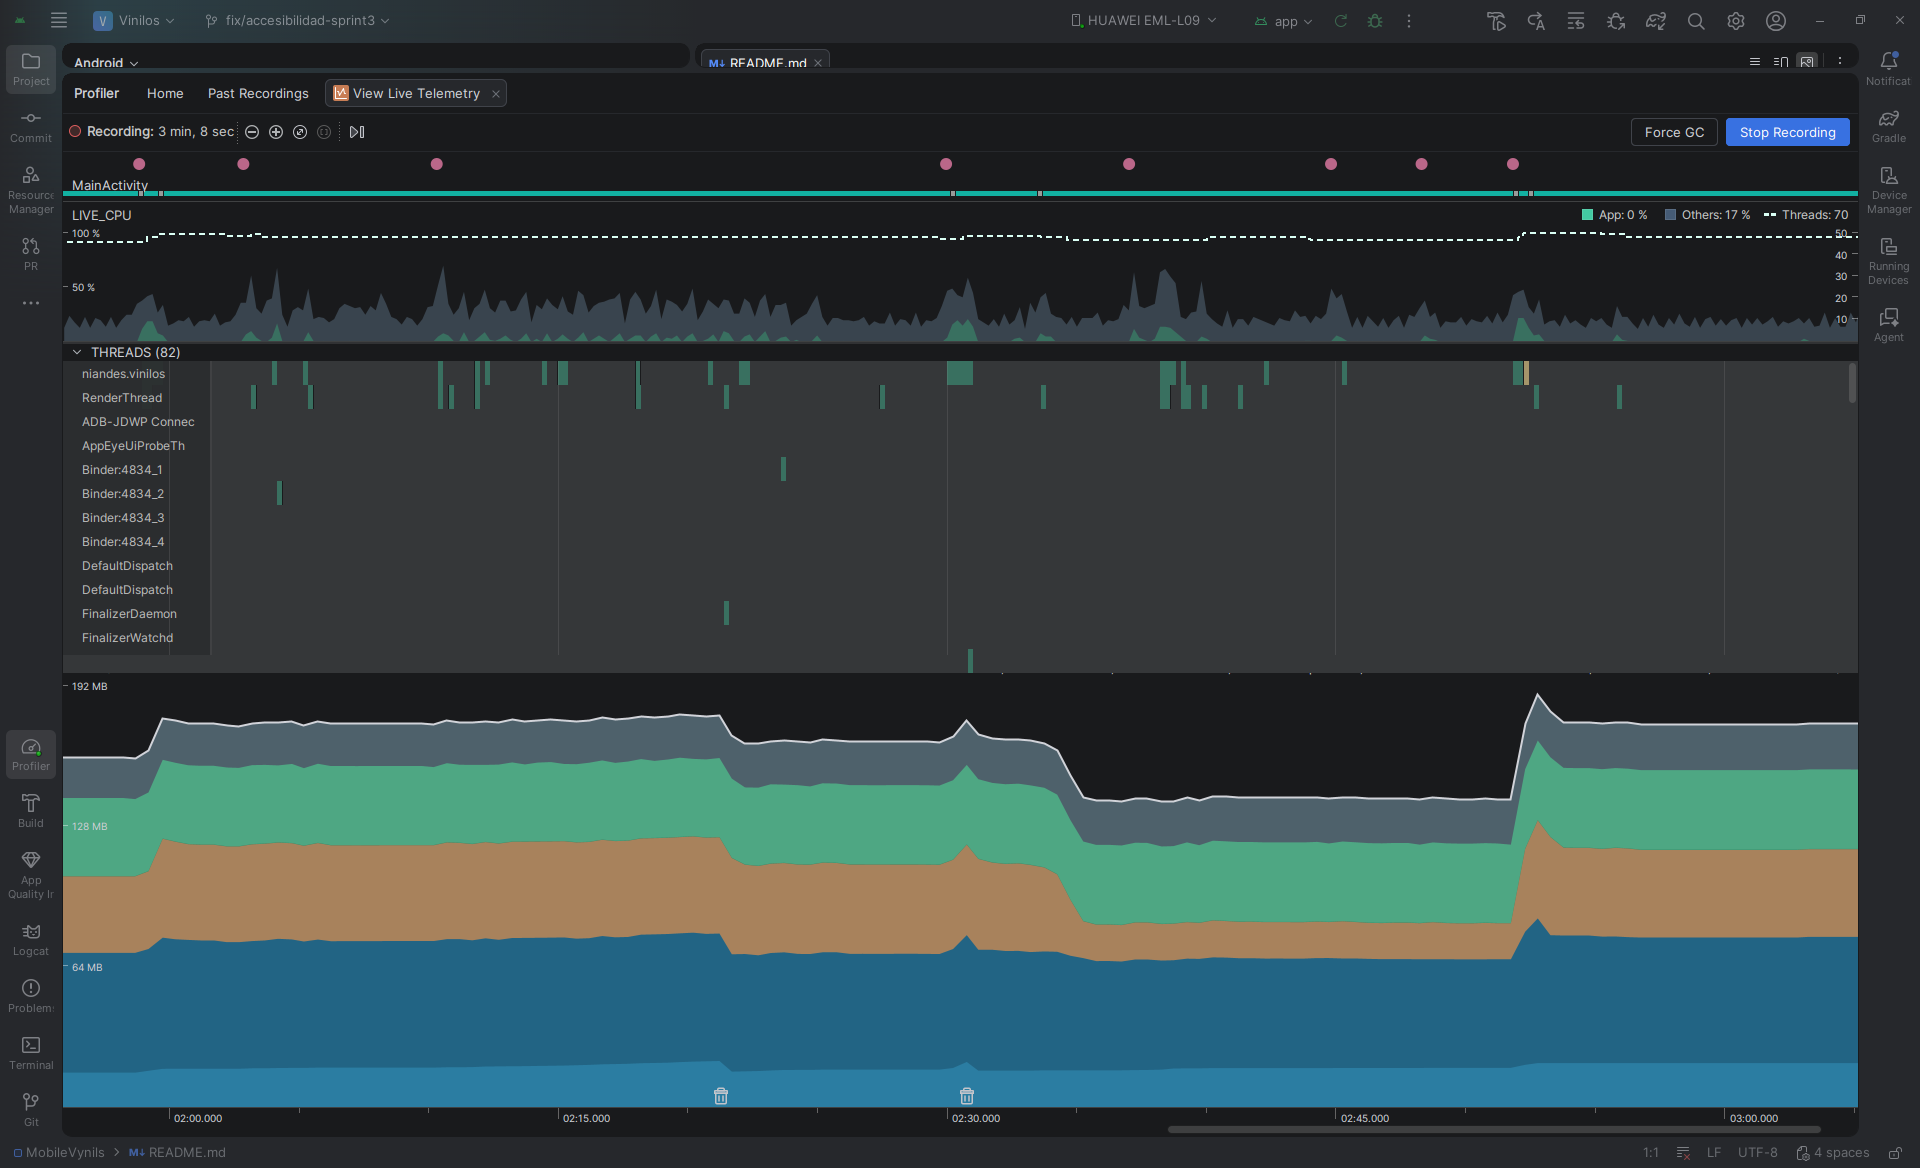 V Vinilos
fix/accesibilidad-sprint3
HUAWEI EML-L09
app
Android
M↓ README.md
Project
Commit
Resource
Manager
PR
Profiler
Build
App
Quality In
Logcat
Problems
Terminal
Git
Profiler
Home
Past Recordings
View Live Telemetry
Recording: 3 min, 8 sec
Force GC
Stop Recording
MainActivity
LIVE_CPU
App: 0 %
Others: 17 %
Threads: 70
100 %
50 %
50
40
30
20
10
THREADS (82)
niandes.vinilos
RenderThread
ADB-JDWP Connec
AppEyeUiProbeTh
Binder:4834_1
Binder:4834_2
Binder:4834_3
Binder:4834_4
DefaultDispatch
DefaultDispatch
FinalizerDaemon
FinalizerWatchd
192 MB
128 MB
64 MB
02:00.000
02:15.000
02:30.000
02:45.000
03:00.000
Notificat
Gradle
Device
Manager
Running
Devices
Agent
MobileVynils
M↓ README.md
1:1
LF
UTF-8
4 spaces